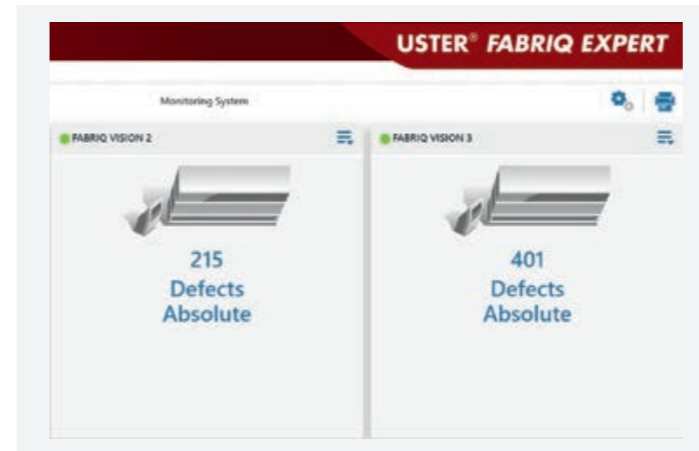 USTER® FABRIQ EXPERT
Monitoring System
FABRIQ VISION 2
FABRIQ VISION 3
215
Defects
Absolute
401
Defects
Absolute